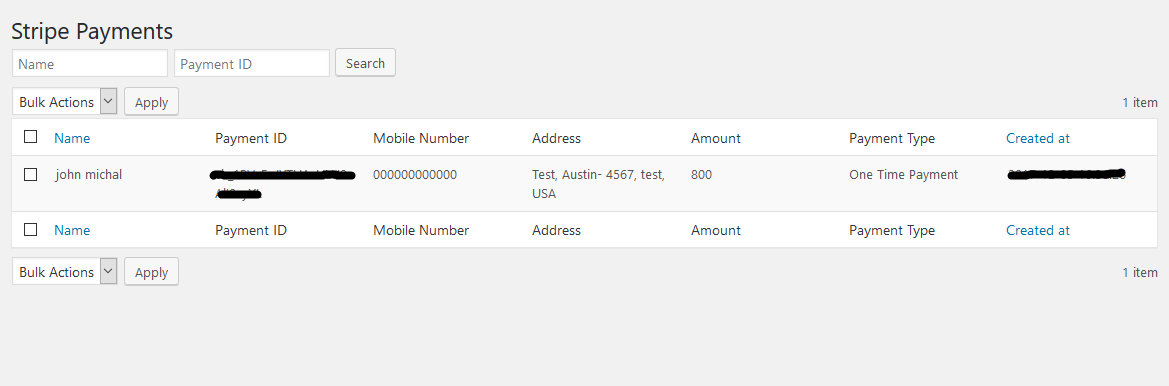 Stripe Payments
Name Payment ID Search
Bulk Actions Apply 1 item
Name Payment ID Mobile Number Address Amount Payment Type Created at
john michal 000000000000 Test, Austin- 4567, test, 800 One Time Payment
USA
Name Payment ID Mobile Number Address Amount Payment Type Created at
Bulk Actions Apply 1 item